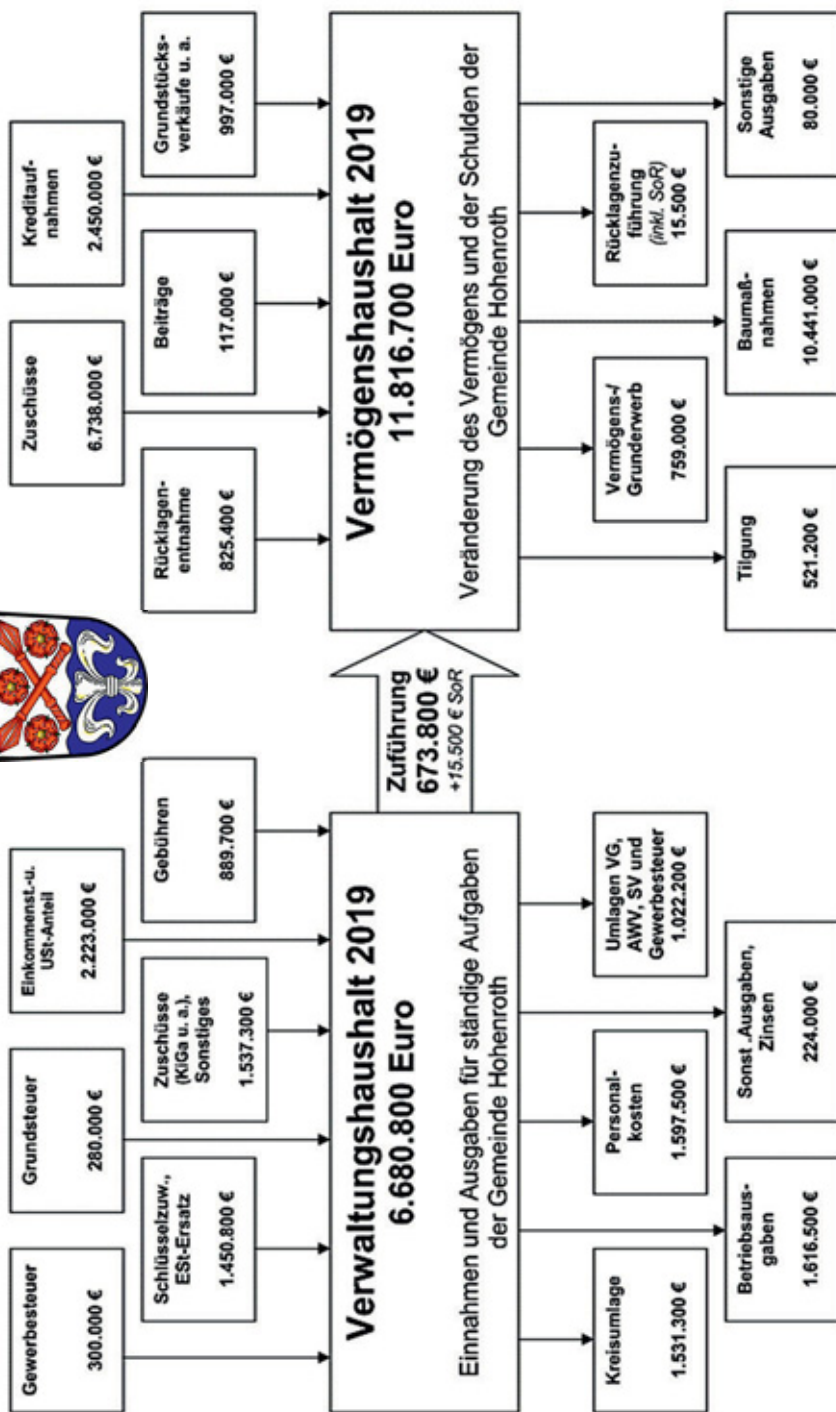 Gewerbesteuer
300.000 €
Grundsteuer
280.000 €
Einkommenst.-u.
USt-Anteil
2.223.000 €
Schlüsselzuw.,
ESt-Ersatz
1.450.800 €
Zuschüsse
(KiGa u. a.),
Sonstiges
1.537.300 €
Gebühren
889.700 €
Verwaltungshaushalt 2019
6.680.800 Euro
Einnahmen und Ausgaben für ständige Aufgaben
der Gemeinde Hohenroth
Kreisumlage
1.531.300 €
Personal-
kosten
1.597.500 €
Umlagen VG,
AWV, SV und
Gewerbesteuer
1.022.200 €
Betriebsaus-
gaben
1.616.500 €
Sonst .Ausgaben,
Zinsen
224.000 €
Zuführung
673.800 €
+15.500 € SoR
Zuschüsse
6.738.000 €
Kreditauf-
nahmen
2.450.000 €
Rücklagen-
entnahme
825.400 €
Beiträge
117.000 €
Grundstücks-
verkäufe u. a.
997.000 €
Vermögenshaushalt 2019
11.816.700 Euro
Veränderung des Vermögens und der Schulden der
Gemeinde Hohenroth
Vermögens-/
Grunderwerb
759.000 €
Rücklagenzu-
führung
(inkl. SoR)
15.500 €
Tilgung
521.200 €
Baumaß-
nahmen
10.441.000 €
Sonstige
Ausgaben
80.000 €